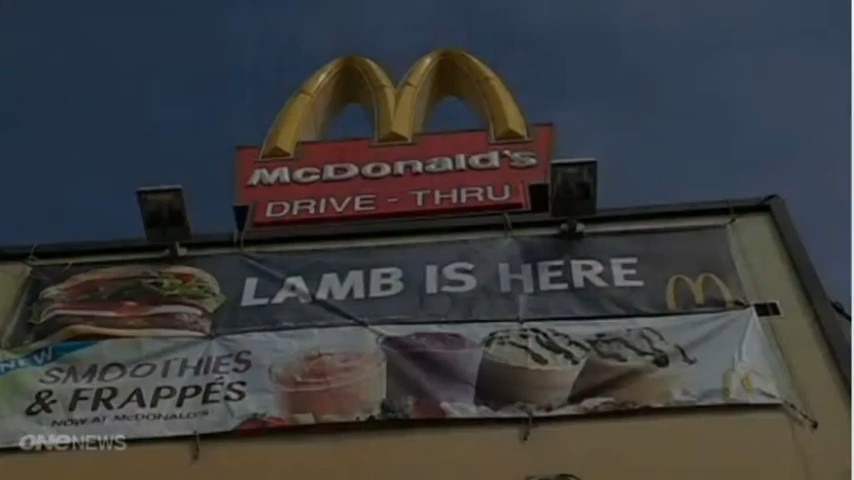 McDonald's
DRIVE - THRU
LAMB IS HERE
NEW
SMOOTHIES
& FRAPPÉS
NOW AT McDONALD'S
ONE NEWS